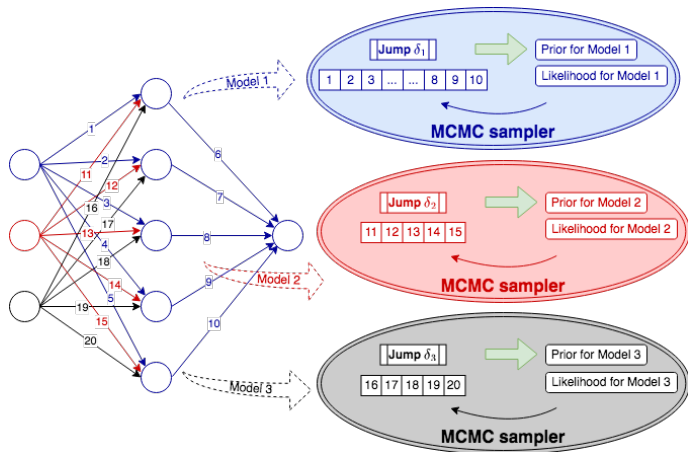 1
2
11
12
3
16
17
13
4
18
14
5
19
15
20
6
7
8
9
10
Model 1
Model 2
Model 3
Jump δ1
1 2 3 ... ... 8 9 10
Prior for Model 1
Likelihood for Model 1
MCMC sampler
Jump δ2
11 12 13 14 15
Prior for Model 2
Likelihood for Model 2
MCMC sampler
Jump δ3
16 17 18 19 20
Prior for Model 3
Likelihood for Model 3
MCMC sampler